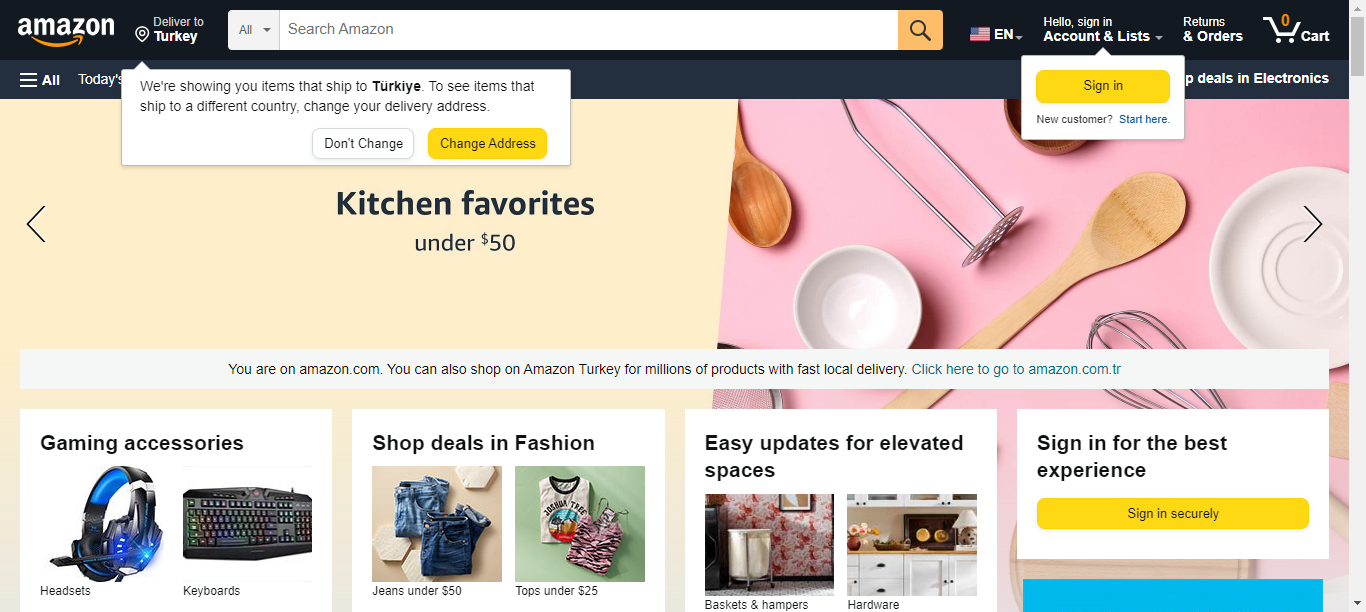 amazon
Deliver to
Turkey
All
Search Amazon
EN
Hello, sign in
Account & Lists
Returns
& Orders
0
Cart
All
Today's
deals in Electronics
We're showing you items that ship to Türkiye. To see items that
ship to a different country, change your delivery address.
Don't Change
Change Address
Sign in
New customer? Start here.
Kitchen favorites
under $50
You are on amazon.com. You can also shop on Amazon Turkey for millions of products with fast local delivery. Click here to go to amazon.com.tr
Gaming accessories
Headsets
Keyboards
Shop deals in Fashion
JOSHUA TREE
Jeans under $50
Tops under $25
Easy updates for elevated
spaces
Baskets & hampers
Hardware
Sign in for the best
experience
Sign in securely